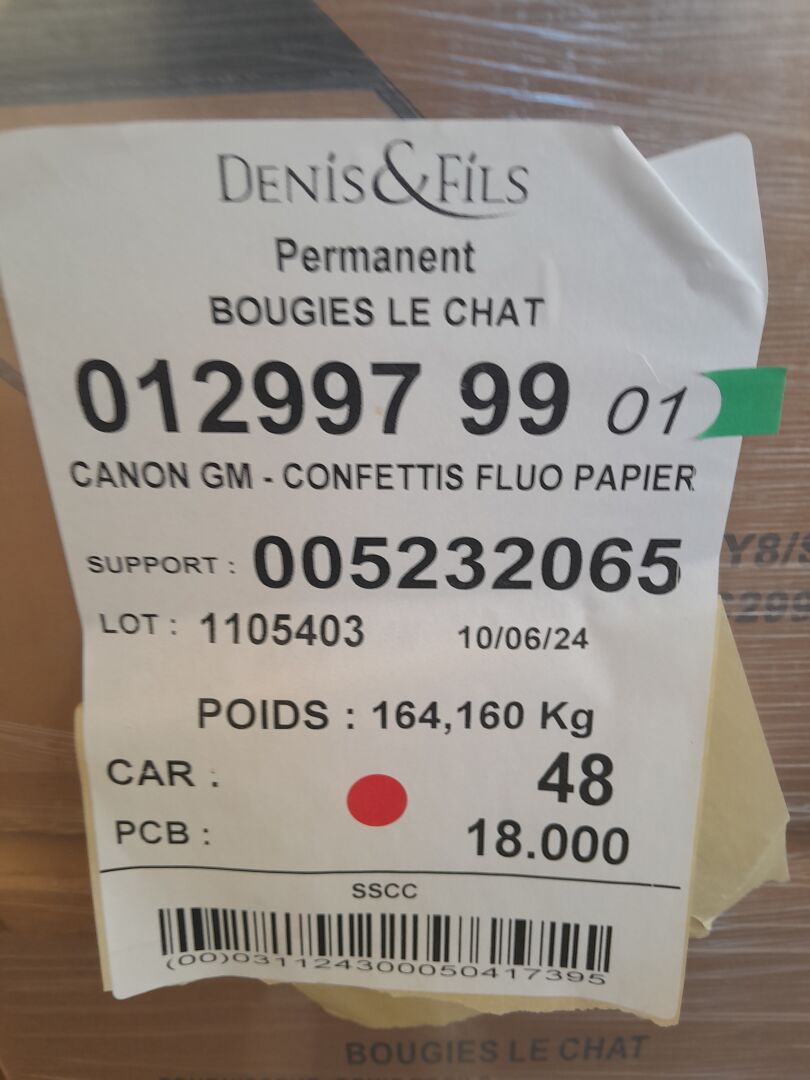 DENIS & FILS
Permanent
BOUGIES LE CHAT
012997 99 01
CANON GM - CONFETTIS FLUO PAPIER
SUPPORT : 005232065
LOT : 1105403 10/06/24
POIDS : 164,160 Kg
CAR : 48
PCB : 18.000
SSCC
(00)031124300050417395
BOUGIES LE CHAT